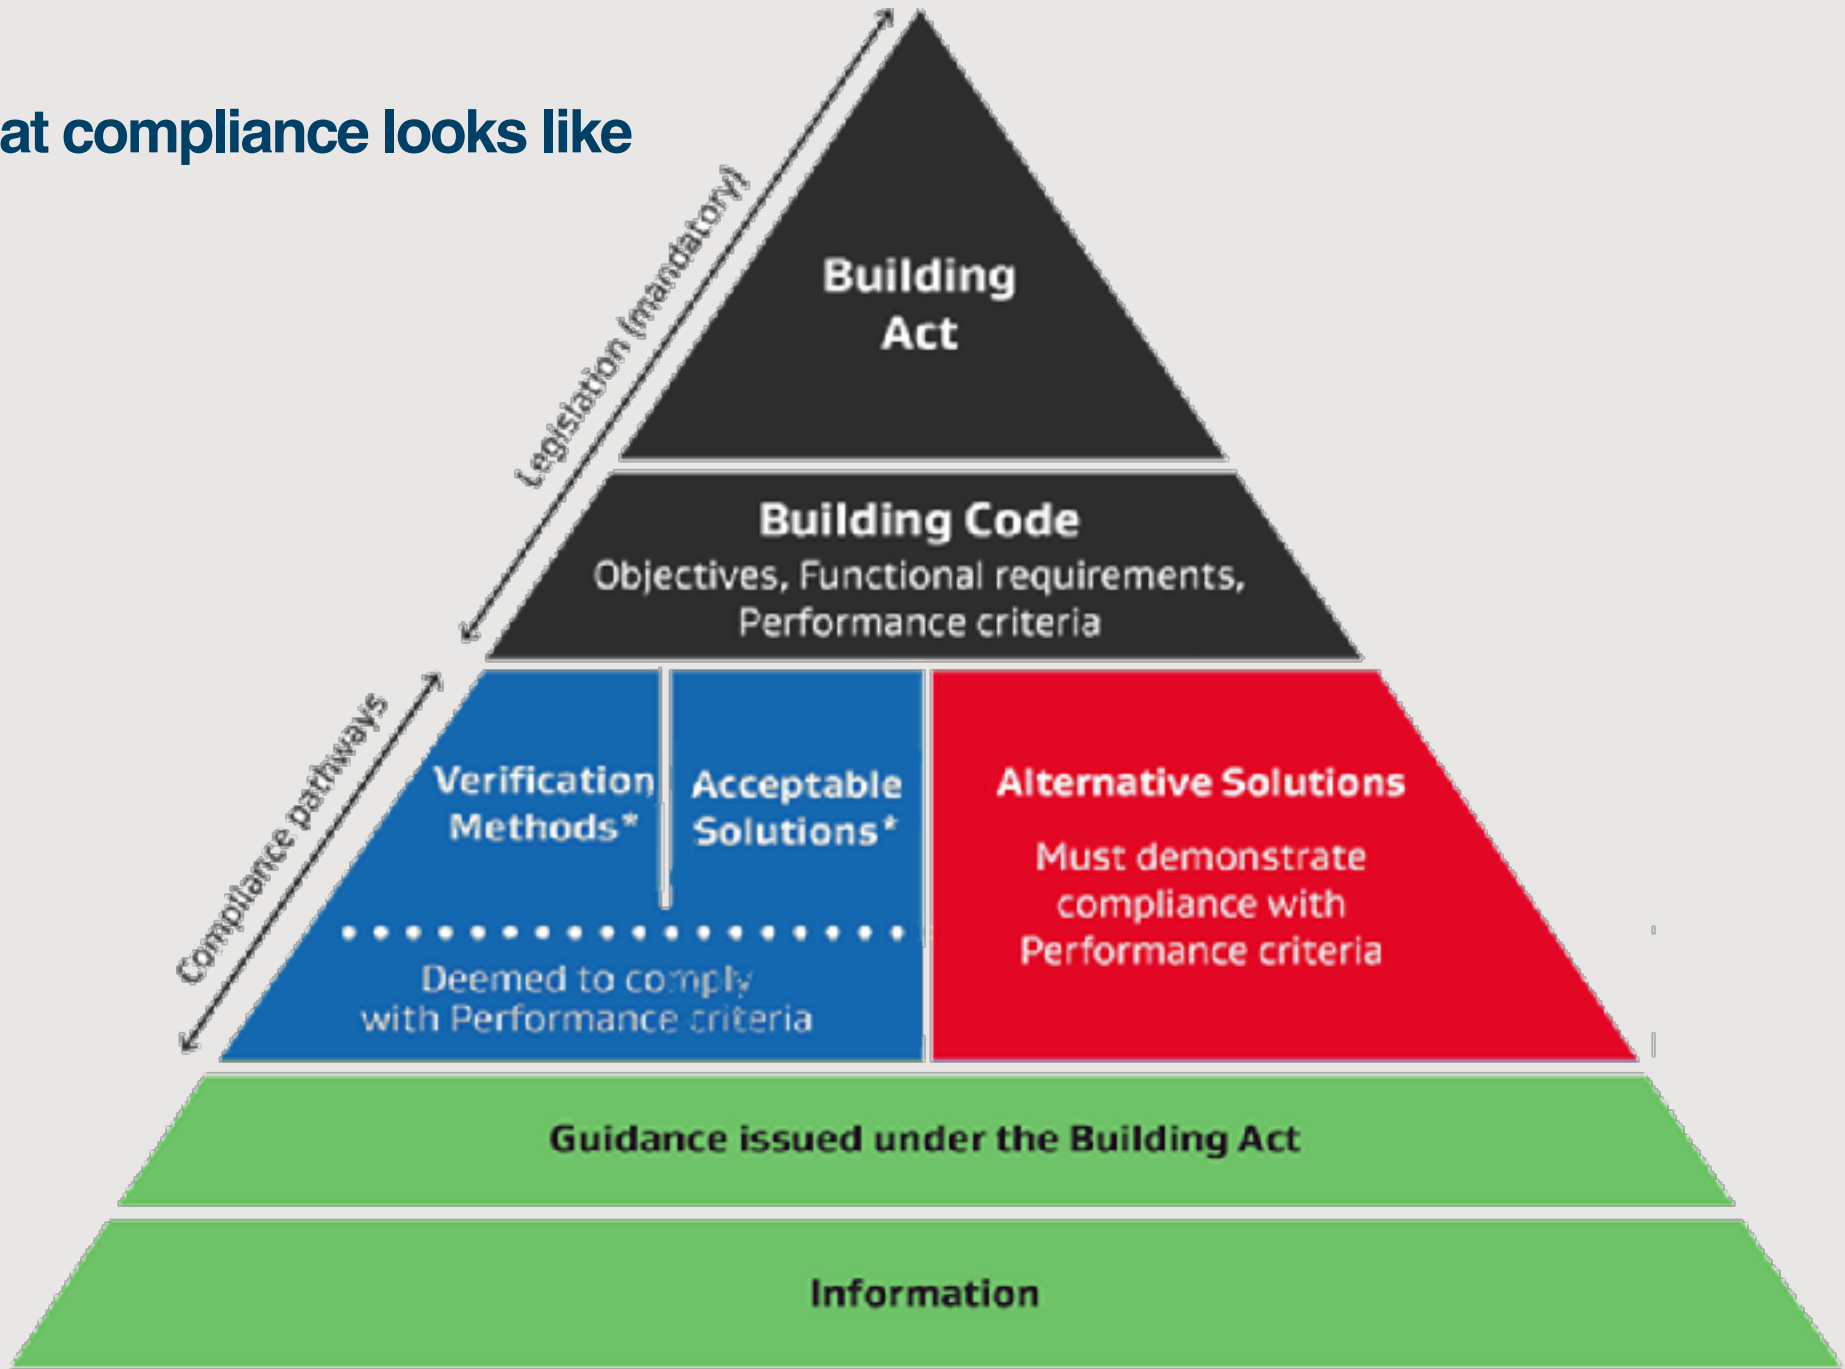 at compliance looks like
Legislation (mandatory)
Building
Act
Building Code
Objectives, Functional requirements,
Performance criteria
Compliance pathways
Verification
Methods*
Acceptable
Solutions*
Deemed to comply
with Performance criteria
Alternative Solutions
Must demonstrate
compliance with
Performance criteria
Guidance issued under the Building Act
Information